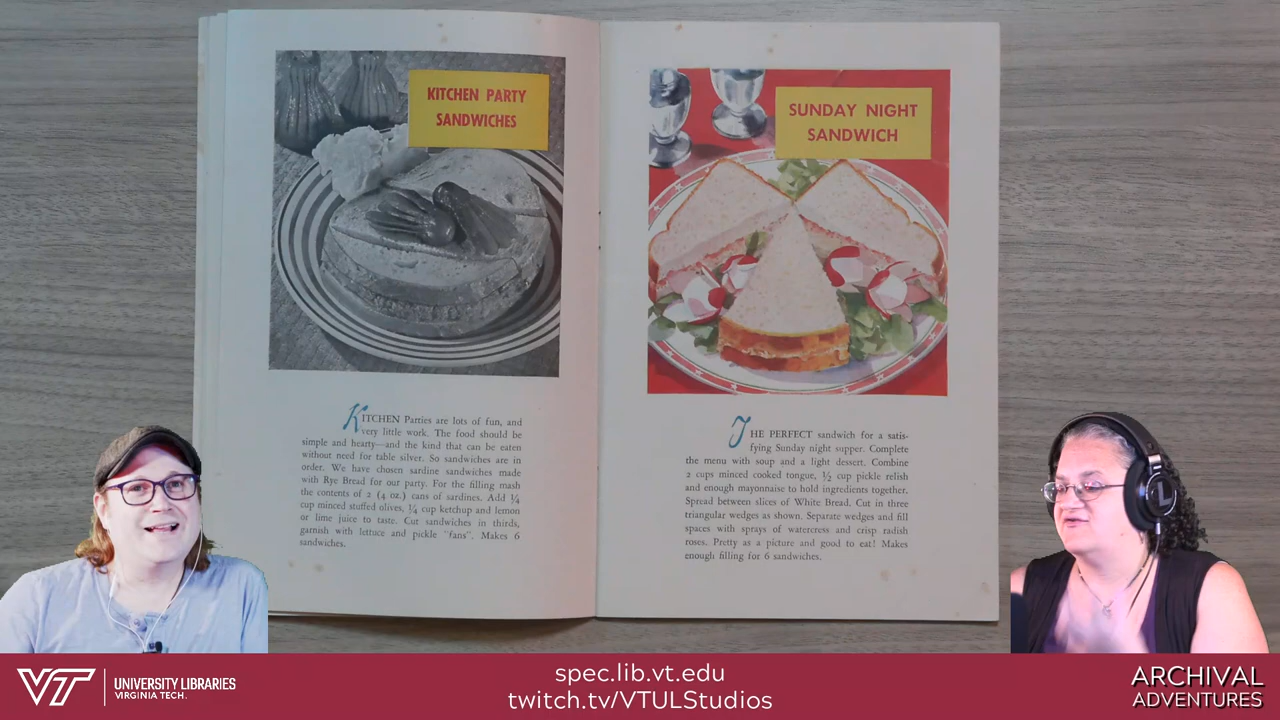 KITCHEN PARTY
SANDWICHES
KITCHEN Parties are lots of fun, and
very little work. The food should be
simple and hearty—and the kind that can be eaten
without need for table silver. So sandwiches are in
order. We have chosen sardine sandwiches made
with Rye Bread for our party. For the filling mash
the contents of 2 (4 oz.) cans of sardines. Add ¼
cup minced stuffed olives, ¼ cup ketchup and lemon
or lime juice to taste. Cut sandwiches in thirds,
garnish with lettuce and pickle "fans". Makes 6
sandwiches.
SUNDAY NIGHT
SANDWICH
THE PERFECT sandwich for a satis-
fying Sunday night supper. Complete
the menu with soup and a light dessert. Combine
2 cups minced cooked tongue, ½ cup pickle relish
and enough mayonnaise to hold ingredients together.
Spread between slices of White Bread. Cut in three
triangular wedges as shown. Separate wedges and fill
spaces with sprays of watercress and crisp radish
roses. Pretty as a picture and good to eat! Makes
enough filling for 6 sandwiches.
VT
UNIVERSITY LIBRARIES
VIRGINIA TECH.
spec.lib.vt.edu
twitch.tv/VTULStudios
ARCHIVAL
ADVENTURES